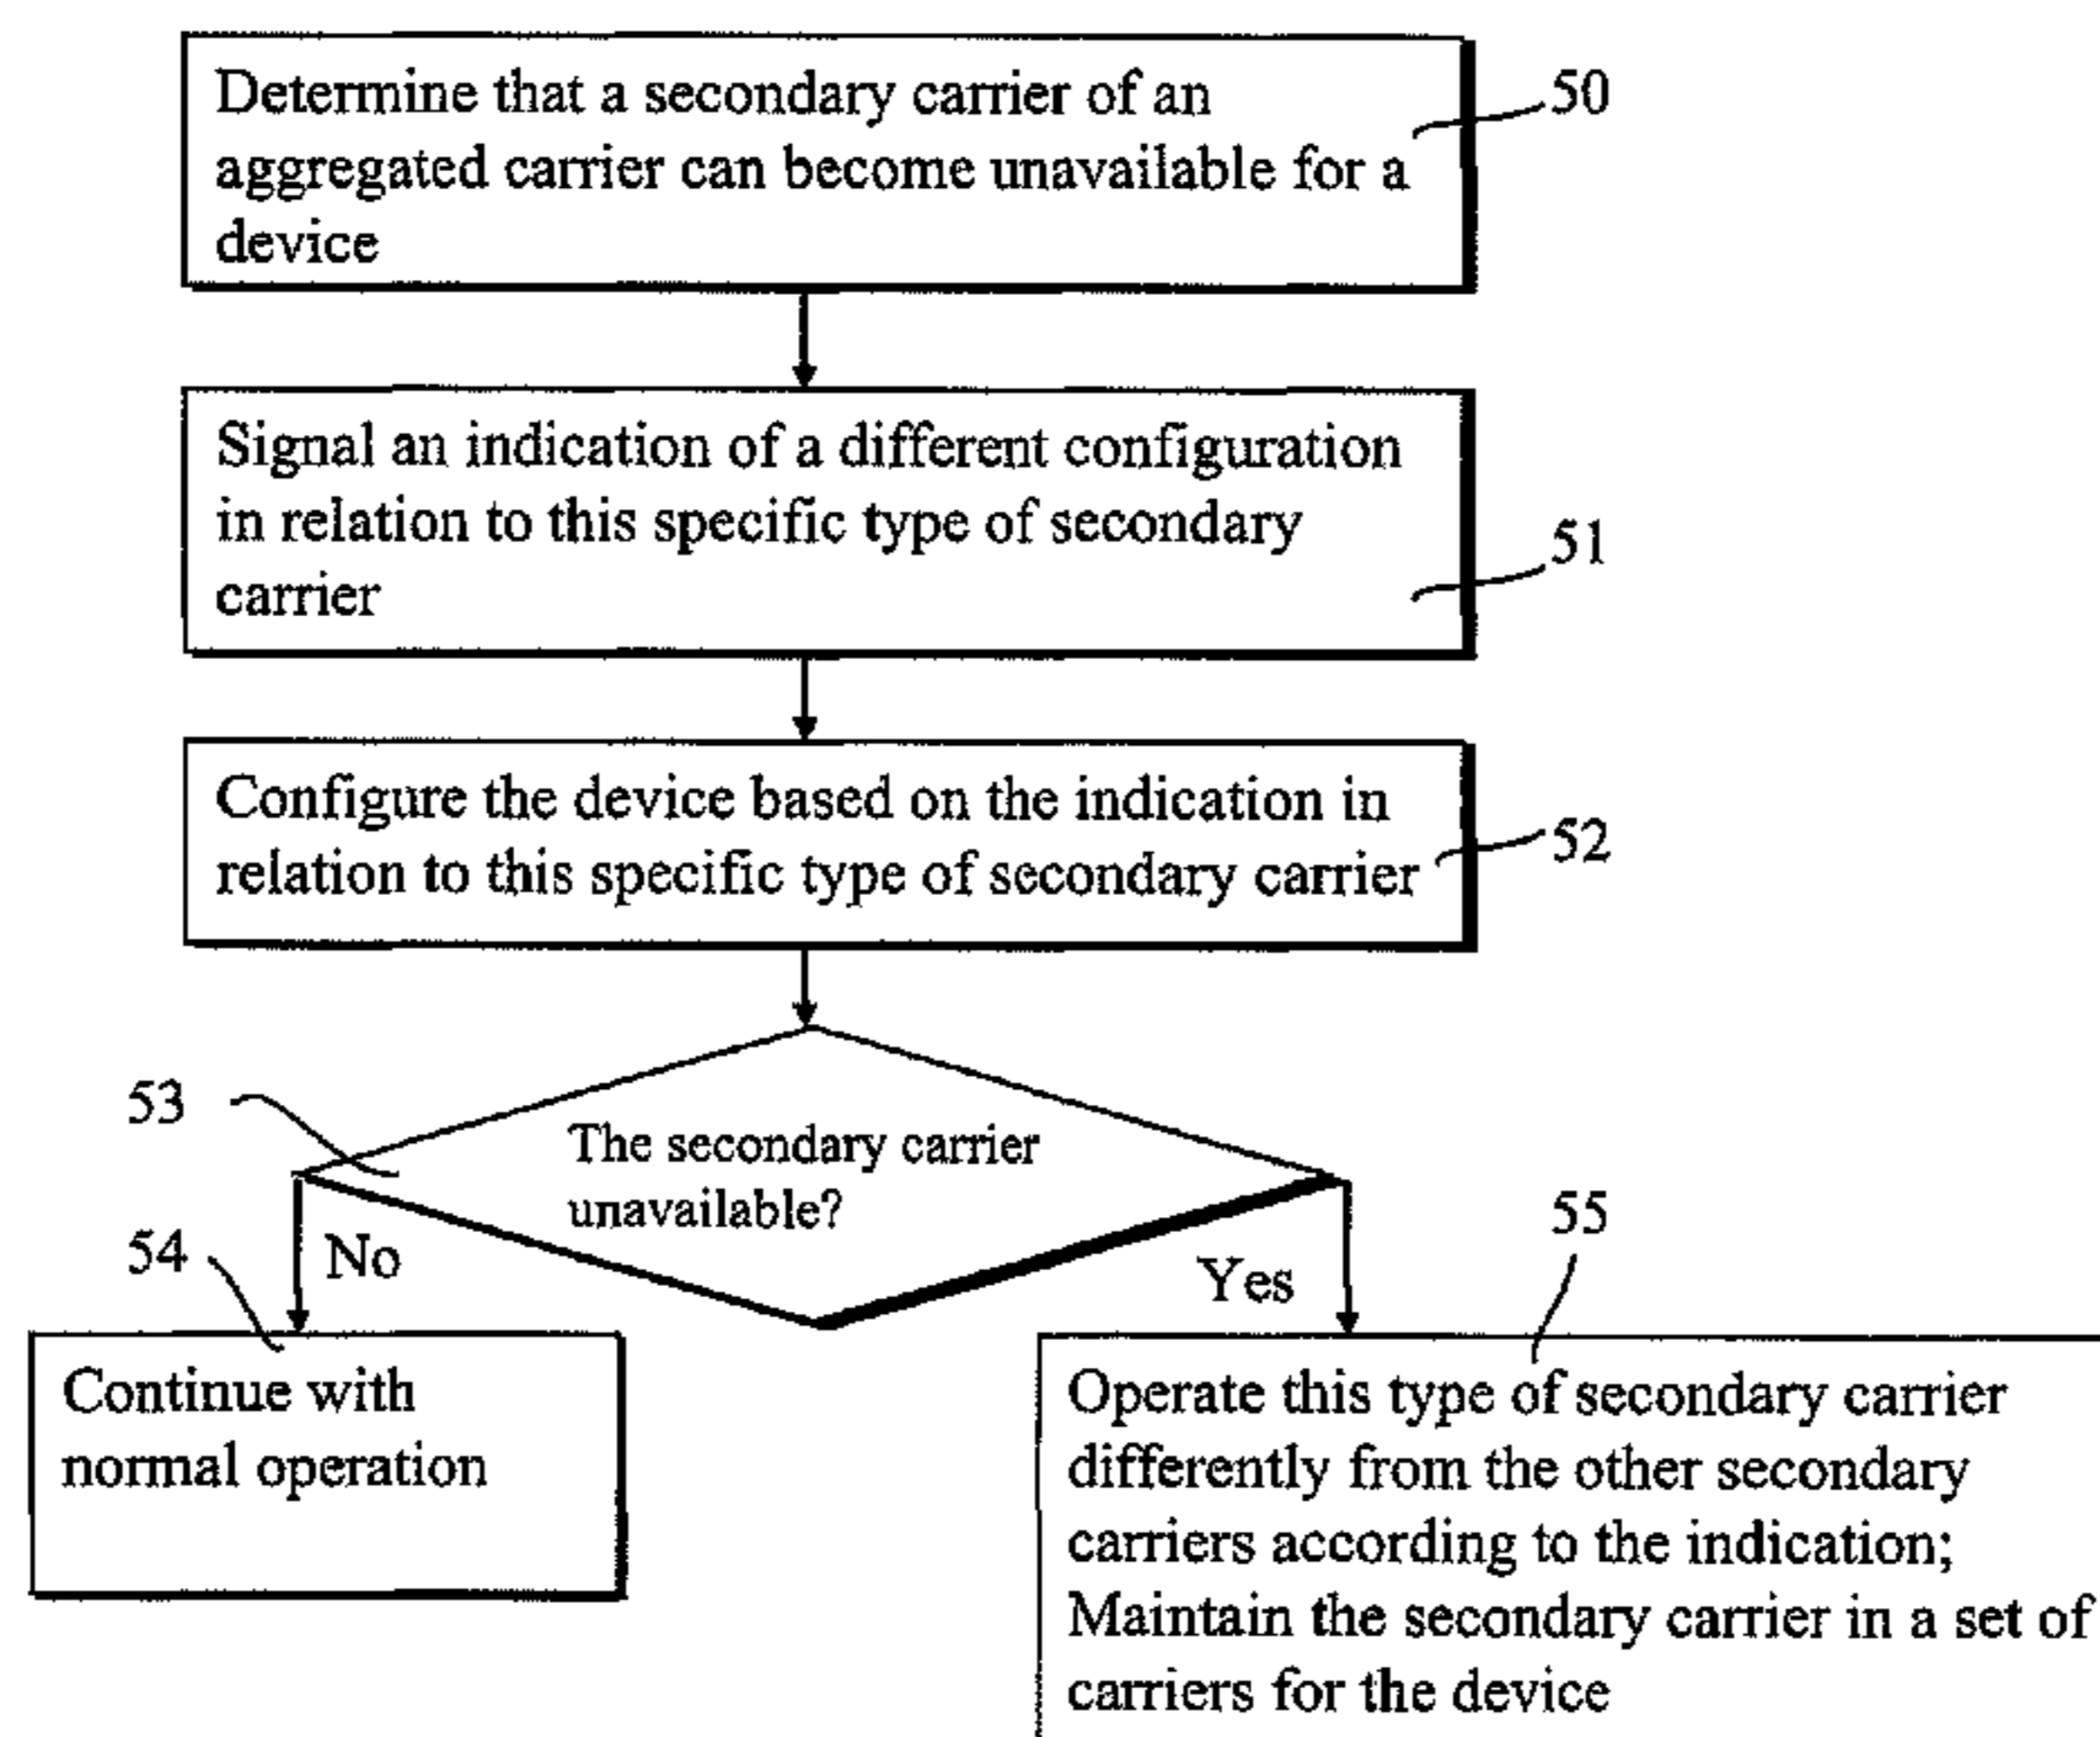 Determine that a secondary carrier of an
aggregated carrier can become unavailable for a
device
50
Signal an indication of a different configuration
in relation to this specific type of secondary
carrier
51
Configure the device based on the indication in
relation to this specific type of secondary carrier
52
53
The secondary carrier
unavailable?
54
No
Yes
55
Continue with
normal operation
Operate this type of secondary carrier
differently from the other secondary
carriers according to the indication;
Maintain the secondary carrier in a set of
carriers for the device